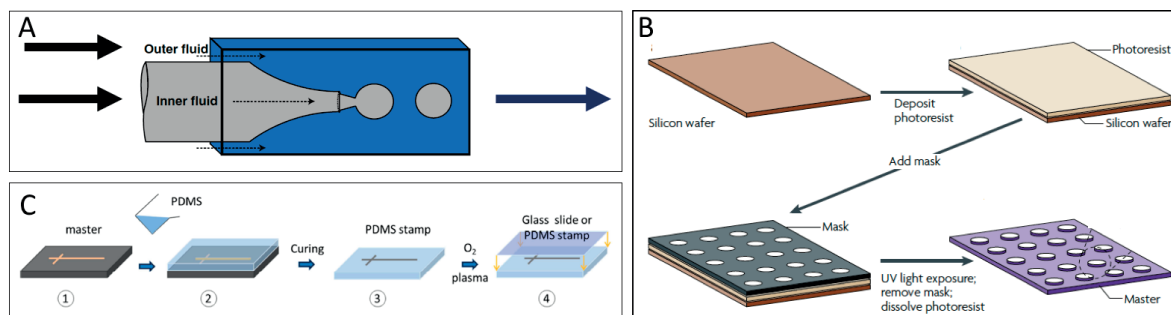 A
Outer fluid
Inner fluid
B
Photoresist
Silicon wafer
Deposit
photoresist
Silicon wafer
Add mask
Mask
UV light exposure;
remove mask;
dissolve photoresist
Master
C
PDMS
master
Curing
PDMS stamp
O2
plasma
Glass slide or
PDMS stamp
1
2
3
4